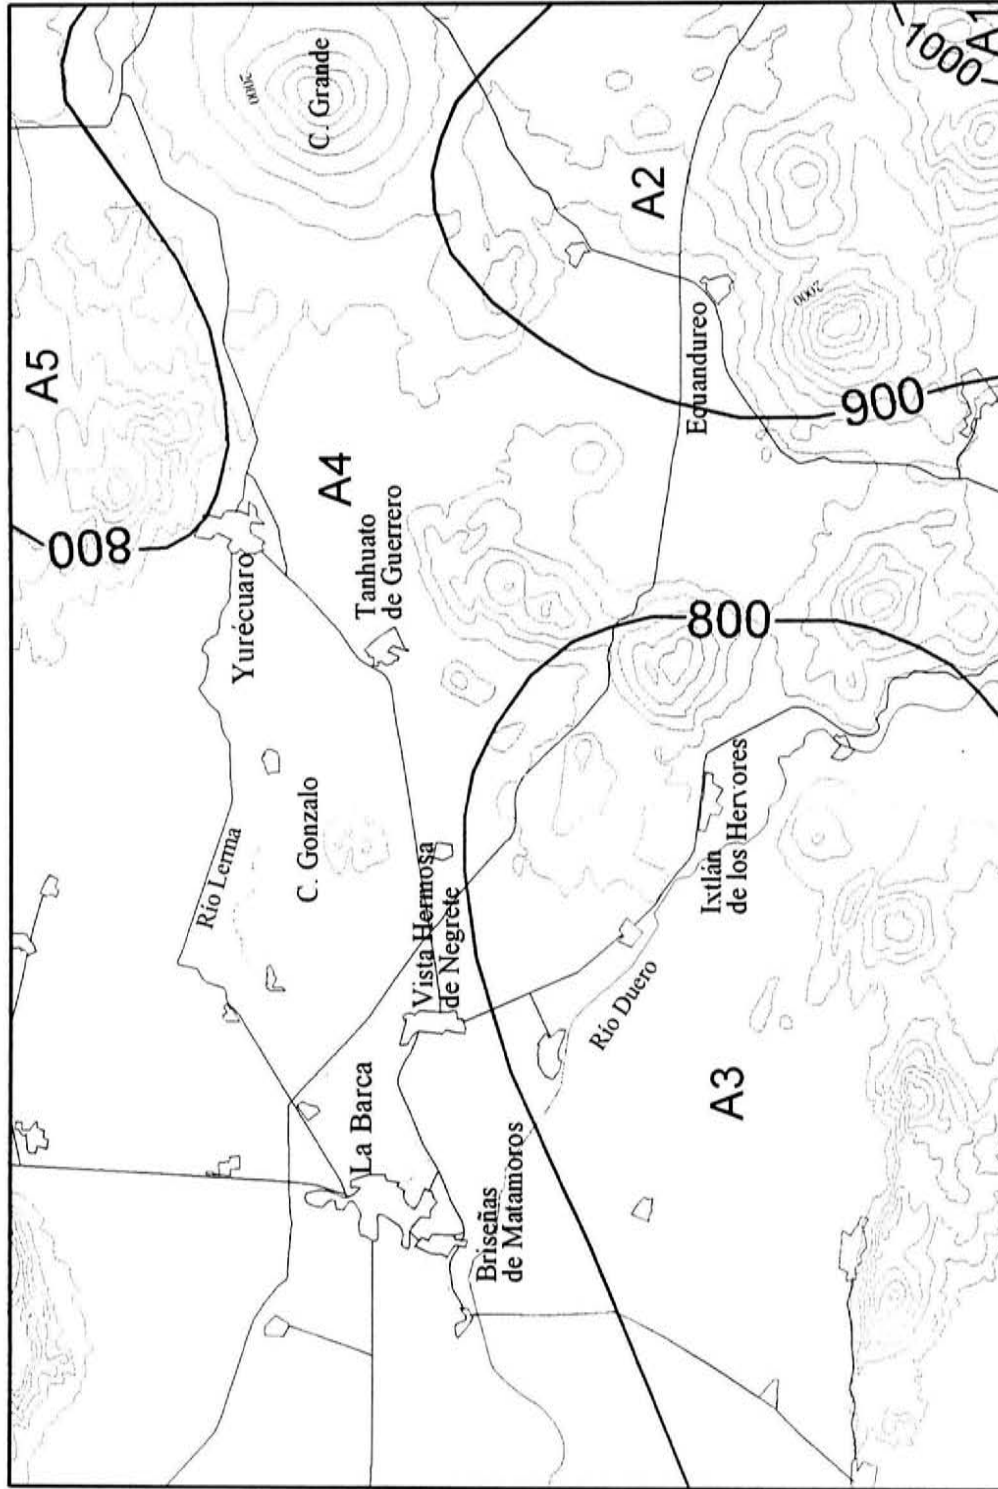 800
A5
Río Lerma
Yurécuaro
2000
C. Gonzalo
C. Grande
A4
La Barca
Tanhuato
de Guerrero
Vista Hermosa
de Negrete
Briseñas
de Matamoros
A2
Río Duero
Ecuandureo
Ixtlán
de los Hervores
800
A3
2000
900
1000
A1